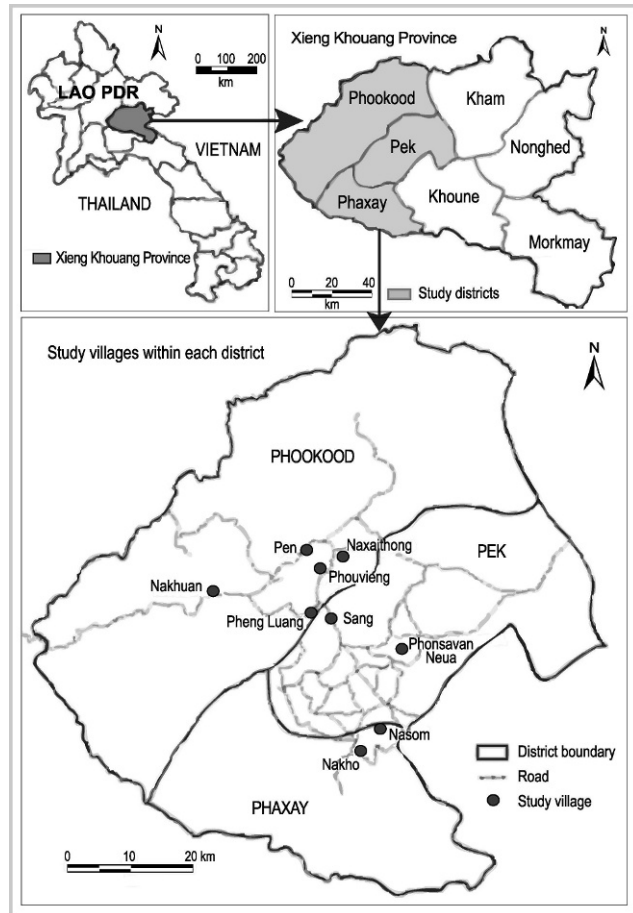 N
0 100 200
km
LAO PDR
VIETNAM
THAILAND
Xieng Khouang Province
Xieng Khouang Province
N
Phookood
Kham
Pek
Nonghed
Phaxay
Khoune
Morkmay
0 20 40
km
Study districts
Study villages within each district
N
PHOOKOOD
Pen
Naxaithong
PEK
Phouvieng
Nakhuan
Pheng Luang
Sang
Phonsavan
Neua
Nasom
Nakho
District boundary
Road
Study village
PHAXAY
0 10 20 km